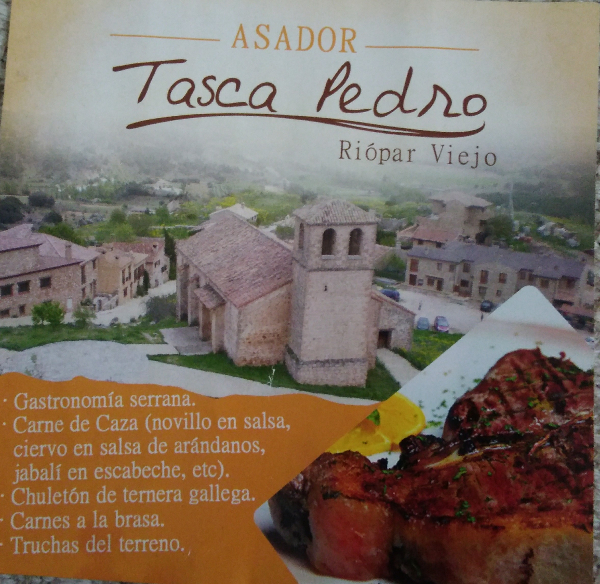 ASADOR
Tasca Pedro
Riópar Viejo
· Gastronomía serrana.
· Carne de Caza (novillo en salsa,
ciervo en salsa de arándanos,
jabalí en escabeche, etc).
· Chuletón de ternera gallega.
· Carnes a la brasa.
· Truchas del terreno.